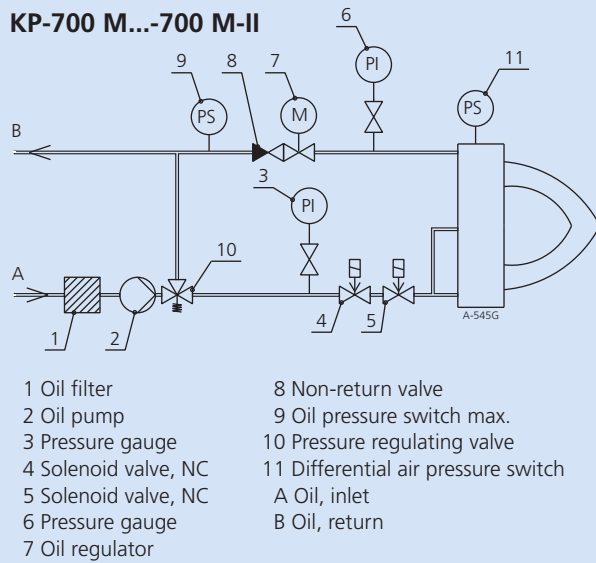 KP-700 M...-700 M-II
6
9 8 7 11
PI
PS M PS
B
3
PI
10
A
A-545G
1 2 4 5
1 Oil filter
2 Oil pump
3 Pressure gauge
4 Solenoid valve, NC
5 Solenoid valve, NC
6 Pressure gauge
7 Oil regulator
8 Non-return valve
9 Oil pressure switch max.
10 Pressure regulating valve
11 Differential air pressure switch
A Oil, inlet
B Oil, return